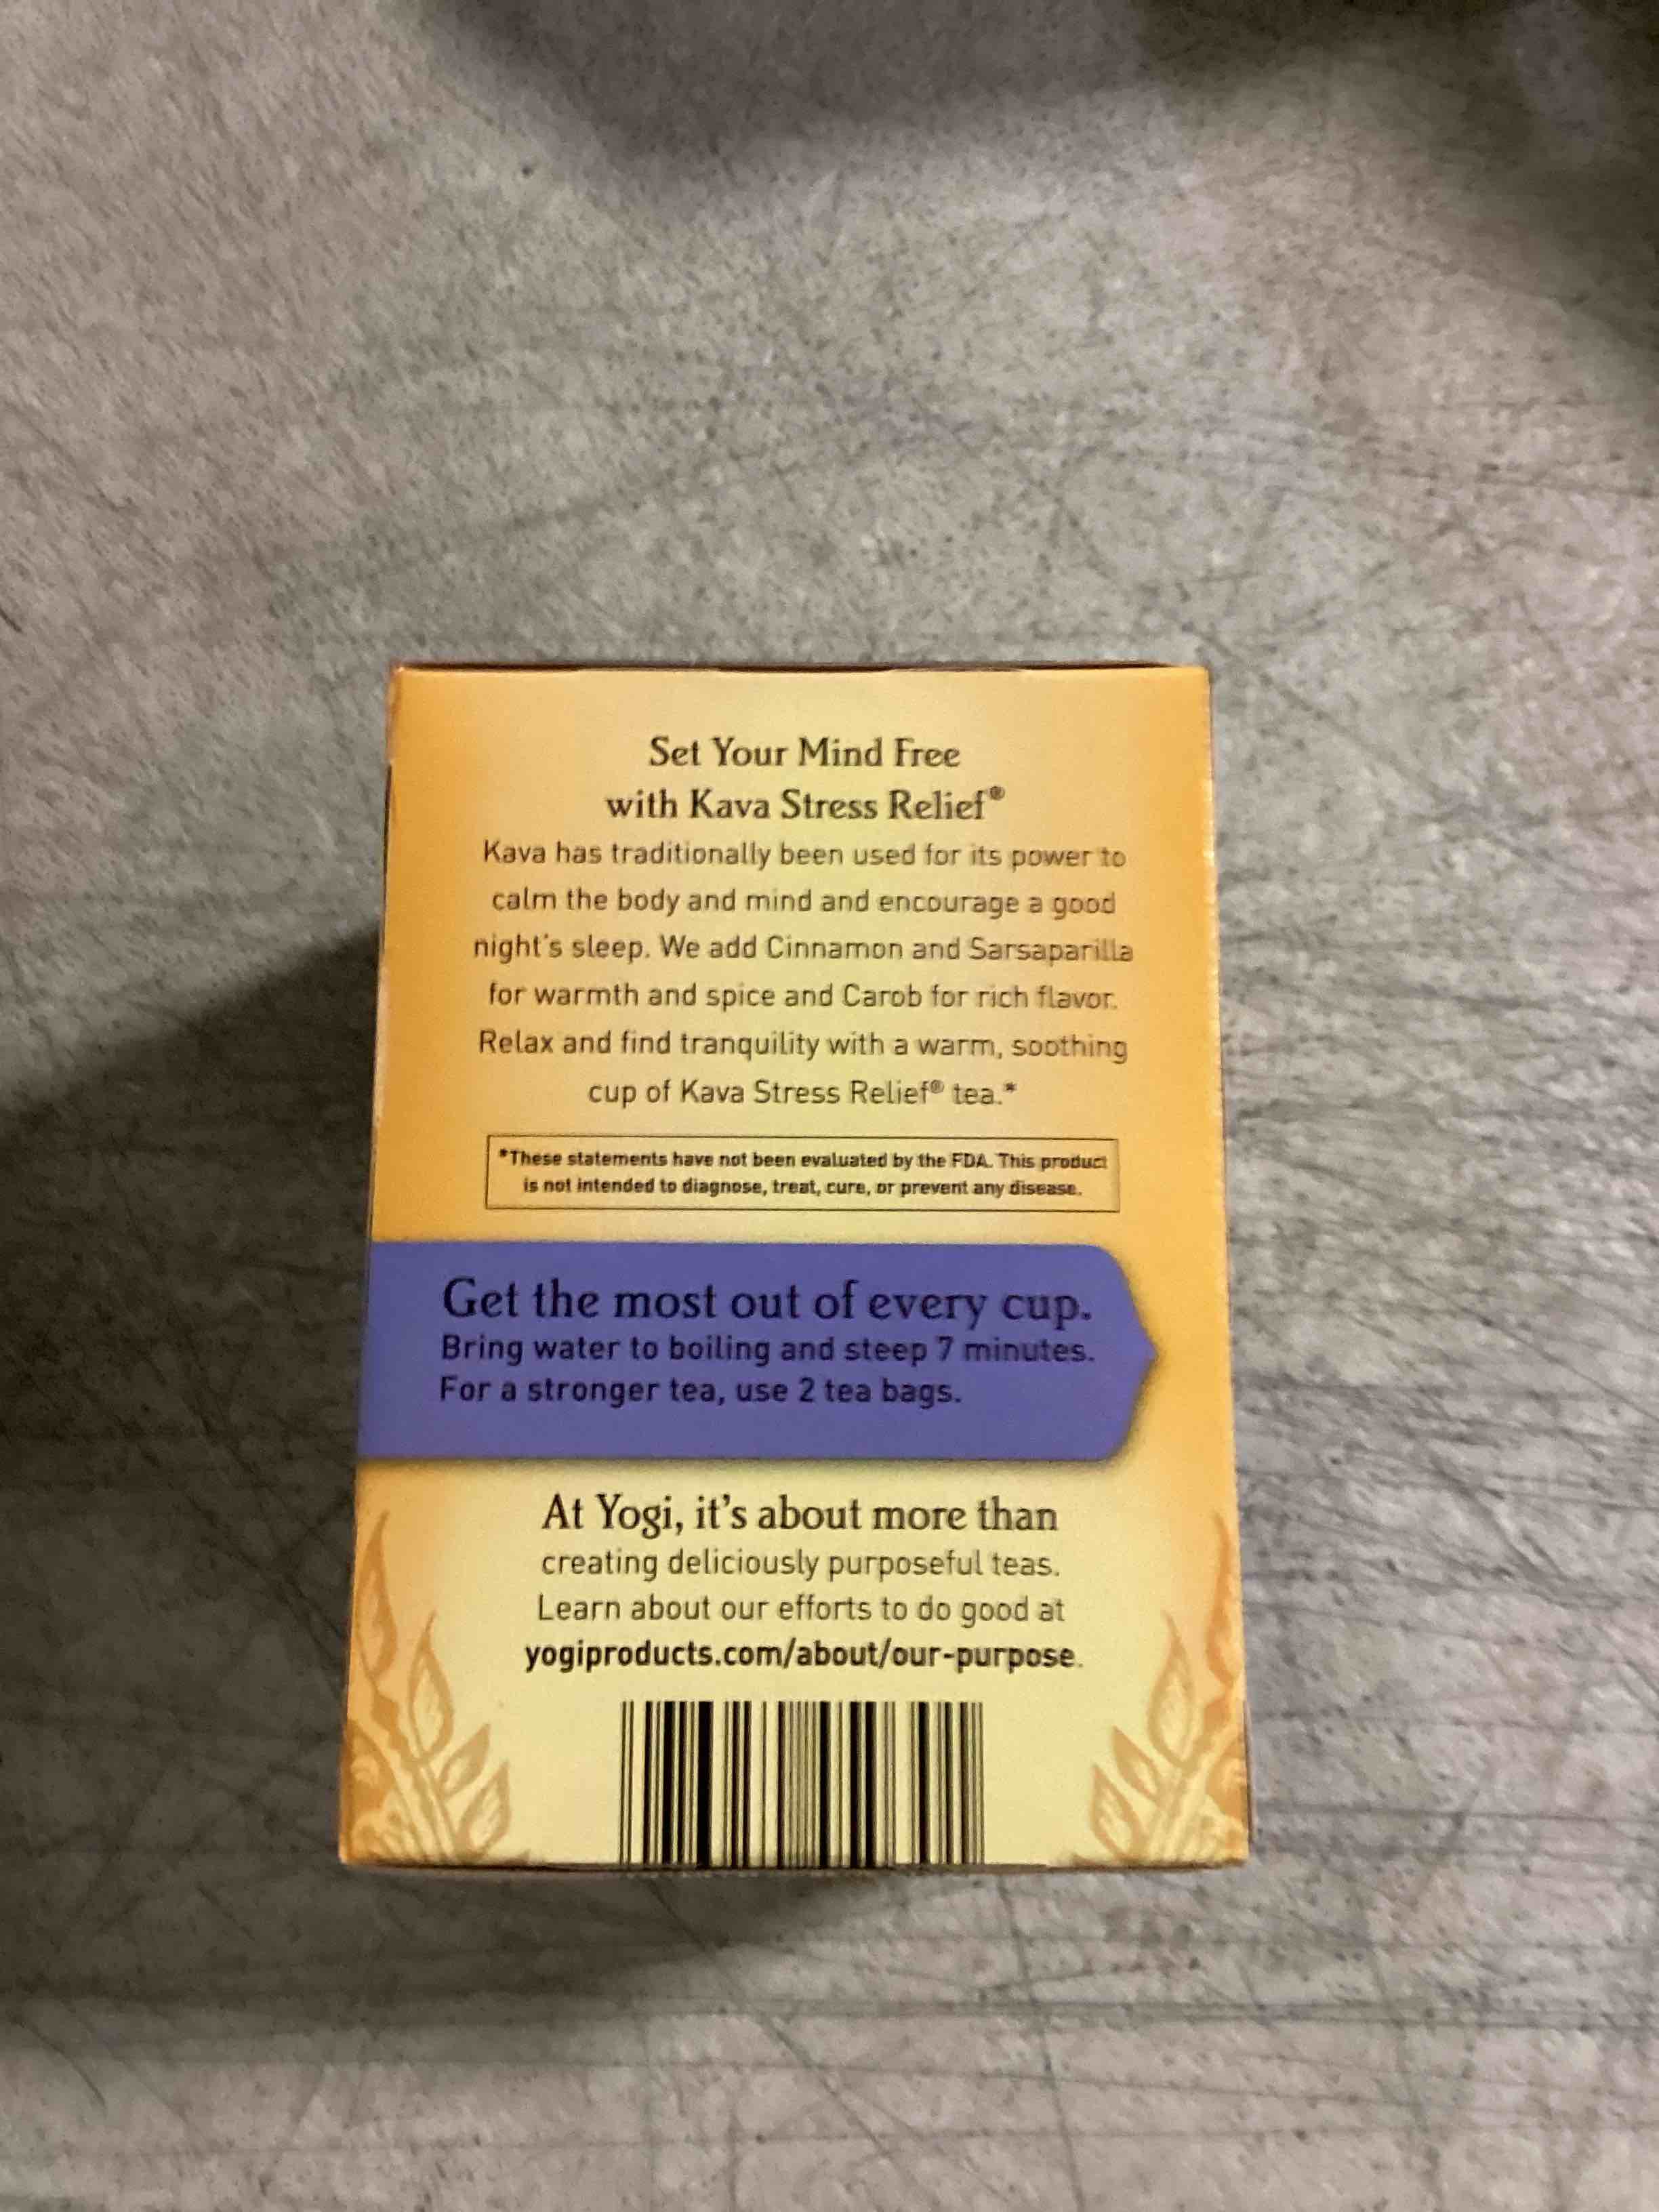 Set Your Mind Free
with Kava Stress Relief®
Kava has traditionally been used for its power to
calm the body and mind and encourage a good
night's sleep. We add Cinnamon and Sarsaparilla
for warmth and spice and Carob for rich flavor.
Relax and find tranquility with a warm, soothing
cup of Kava Stress Relief® tea.*
*These statements have not been evaluated by the FDA. This product
is not intended to diagnose, treat, cure, or prevent any disease.
Get the most out of every cup.
Bring water to boiling and steep 7 minutes.
For a stronger tea, use 2 tea bags.
At Yogi, it's about more than
creating deliciously purposeful teas.
Learn about our efforts to do good at
yogiproducts.com/about/our-purpose.